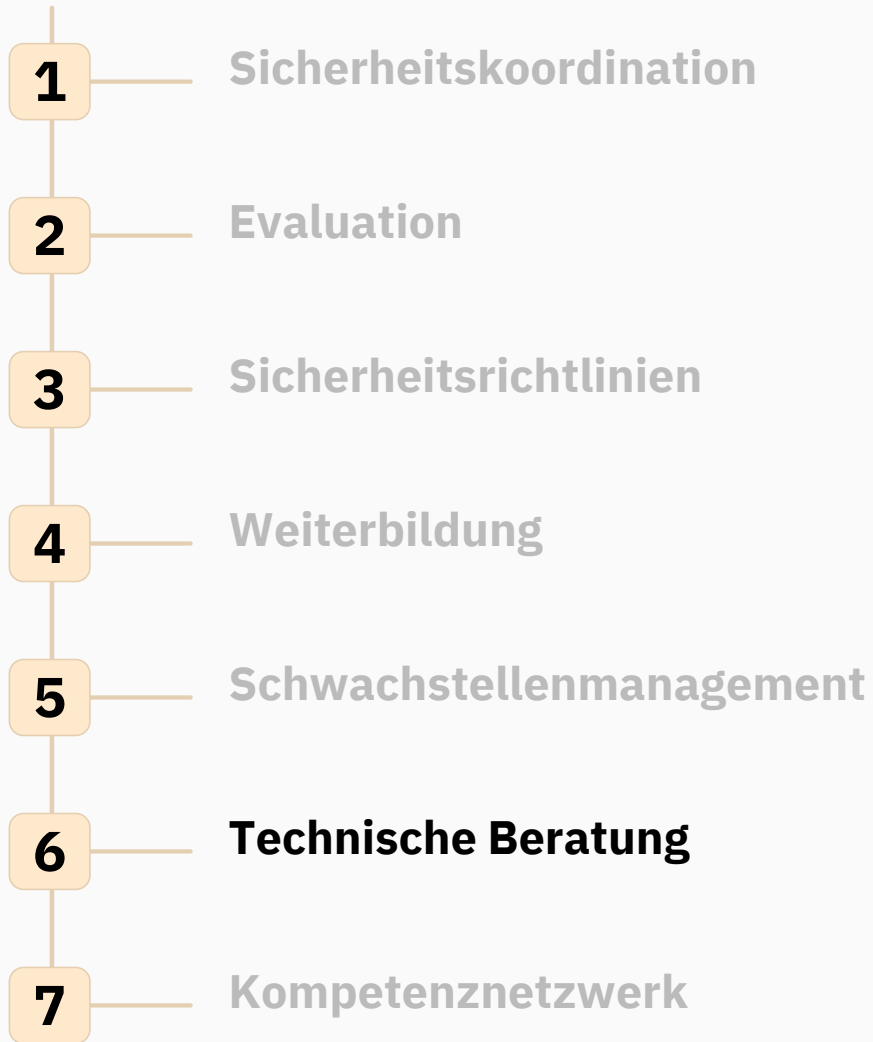 1 Sicherheitskoordination
2 Evaluation
3 Sicherheitsrichtlinien
4 Weiterbildung
5 Schwachstellenmanagement
6 Technische Beratung
7 Kompetenznetzwerk